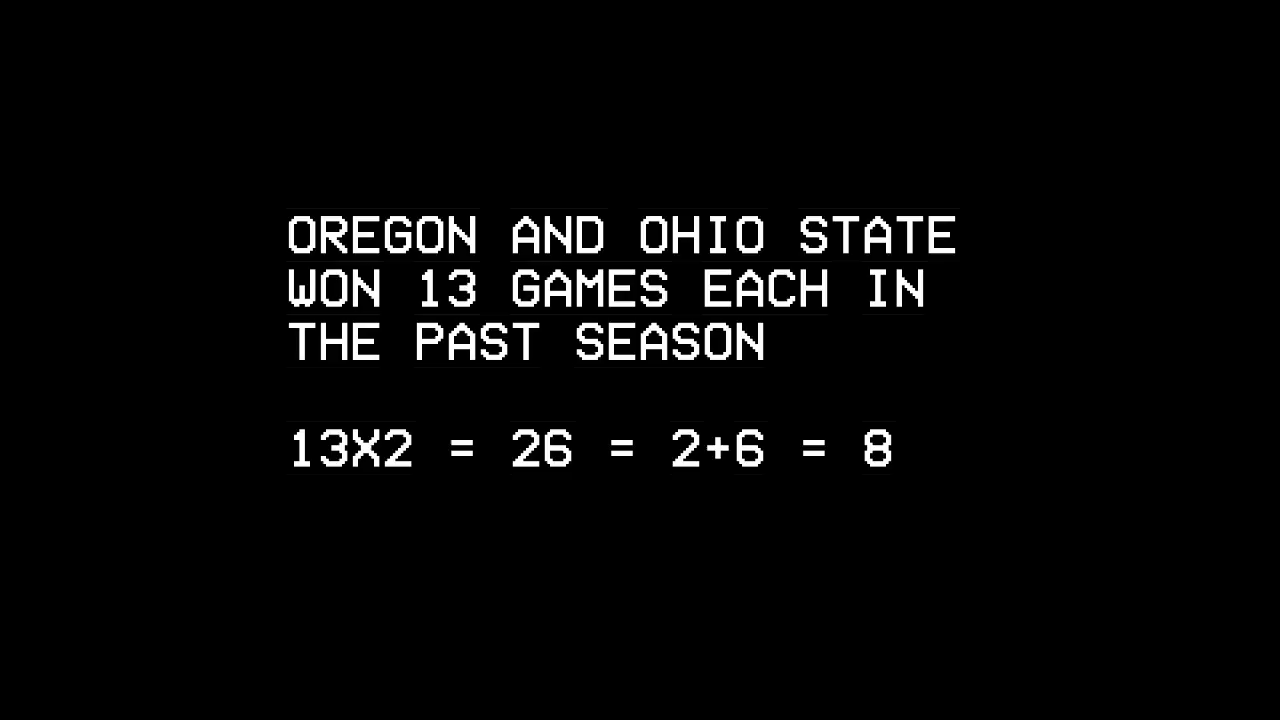 OREGON AND OHIO STATE
WON 13 GAMES EACH IN
THE PAST SEASON
13X2 = 26 = 2+6 = 8